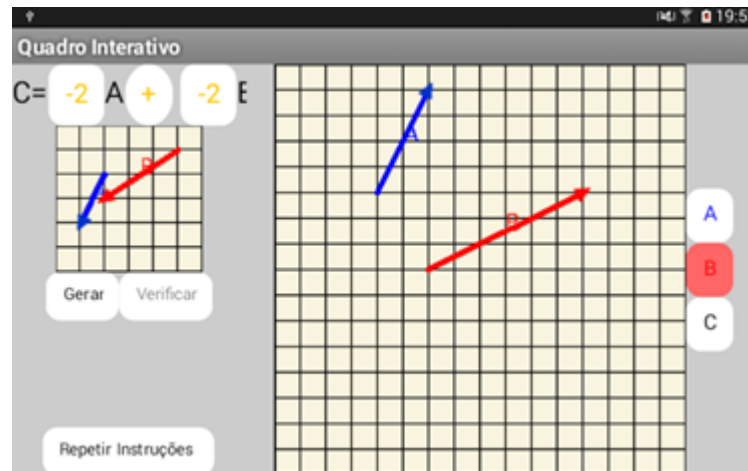 19:5
Quadro Interativo
C= -2 A + -2 B
B
Gerar Verificar
Repetir Instruções
A
B
A
B
C